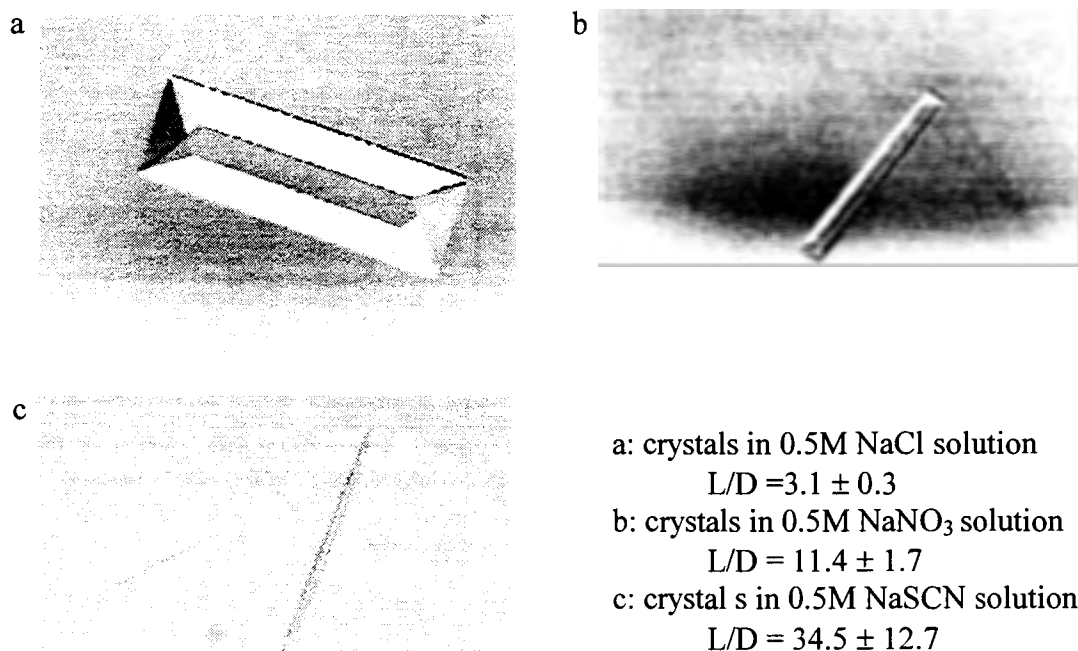 a
b
c
a: crystals in 0.5M NaCl solution
L/D =3.1 ± 0.3
b: crystals in 0.5M NaNO₃ solution
L/D = 11.4 ± 1.7
c: crystal s in 0.5M NaSCN solution
L/D = 34.5 ± 12.7